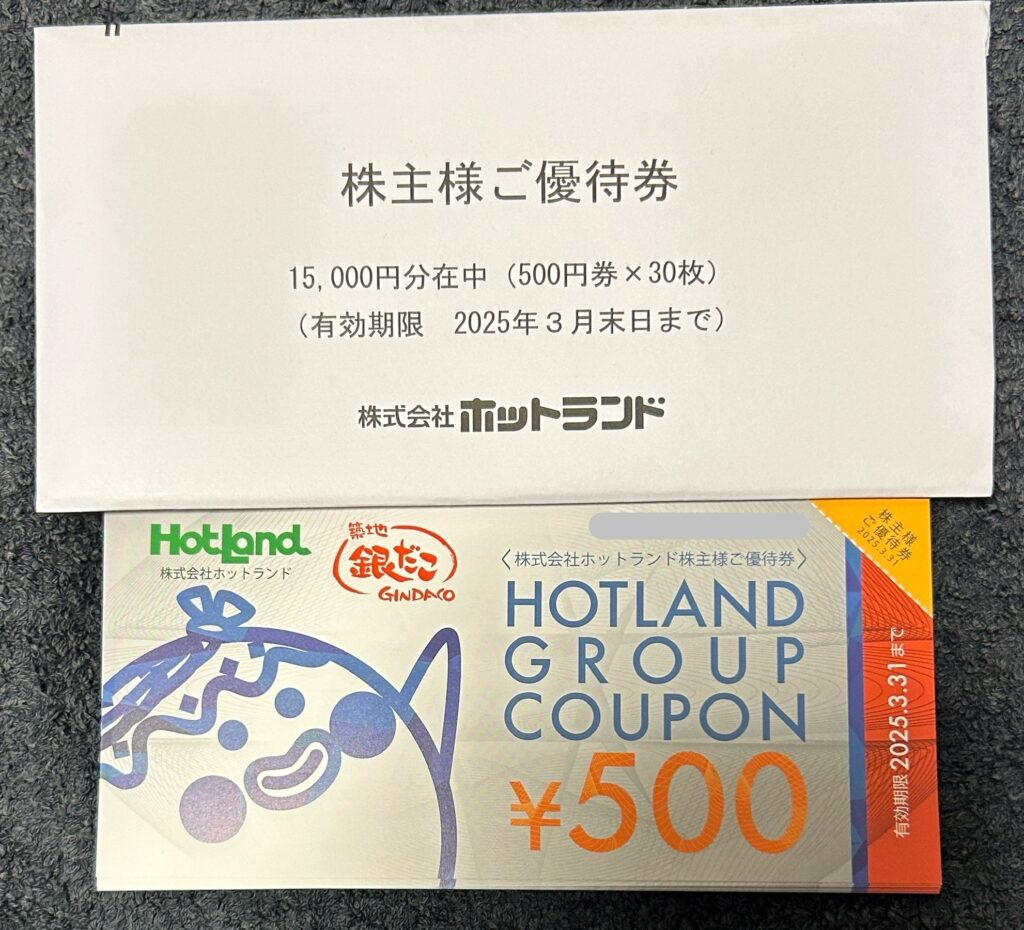 株主様ご優待券
15,000円分在中（500円券×30枚）
（有効期限　2025年３月末日まで）
株式会社ホットランド
HotLand
株式会社ホットランド
築地
銀だこ
GINDACO
〈株式会社ホットランド株主様ご優待券〉
HOTLAND
GROUP
COUPON
¥500
株主様
ご優待券
2025.3.31
有効期限 2025.3.31まで